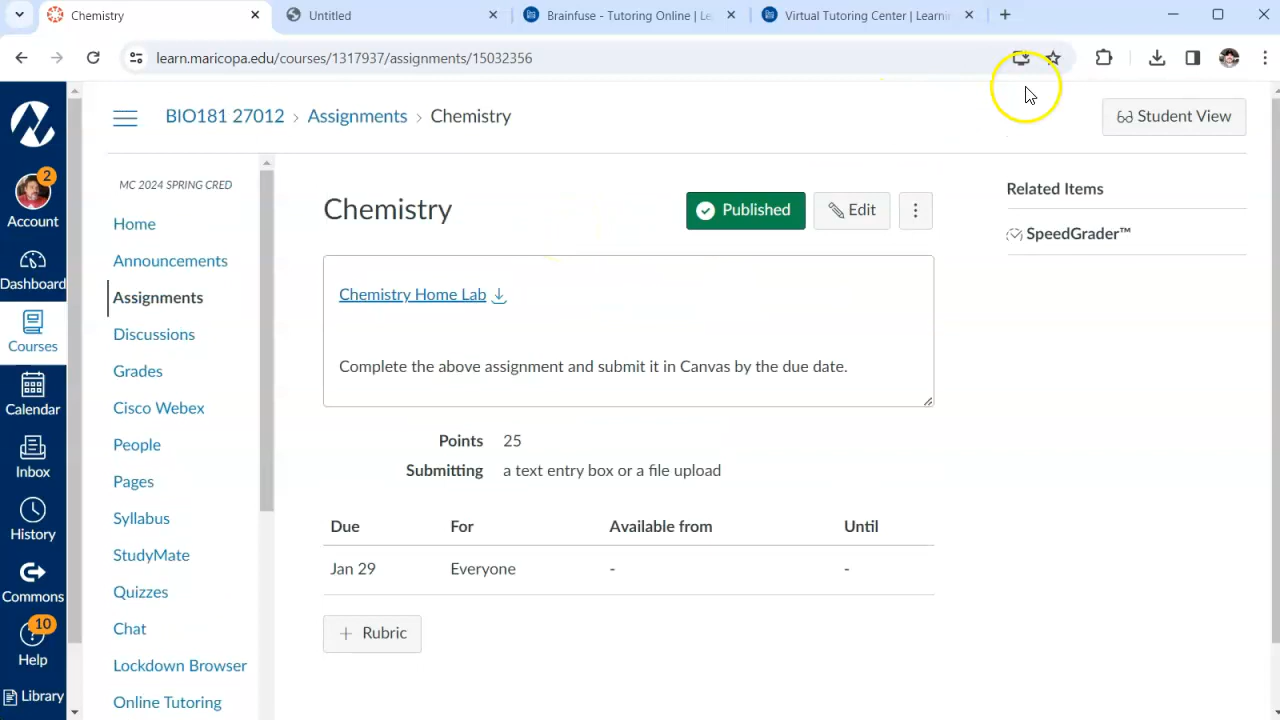 Chemistry
Untitled
Brainfuse - Tutoring Online | Le
Virtual Tutoring Center | Learnin
learn.maricopa.edu/courses/1317937/assignments/15032356
BIO181 27012 › Assignments › Chemistry
Student View
2
Account
Dashboard
Courses
Calendar
Inbox
History
Commons
10
Help
Library
MC 2024 SPRING CRED
Home
Announcements
Assignments
Discussions
Grades
Cisco Webex
People
Pages
Syllabus
StudyMate
Quizzes
Chat
Lockdown Browser
Online Tutoring
Chemistry
Published
Edit
Chemistry Home Lab
Complete the above assignment and submit it in Canvas by the due date.
Points 25
Submitting a text entry box or a file upload
Due For Available from Until
Jan 29 Everyone - -
+ Rubric
Related Items
SpeedGrader™